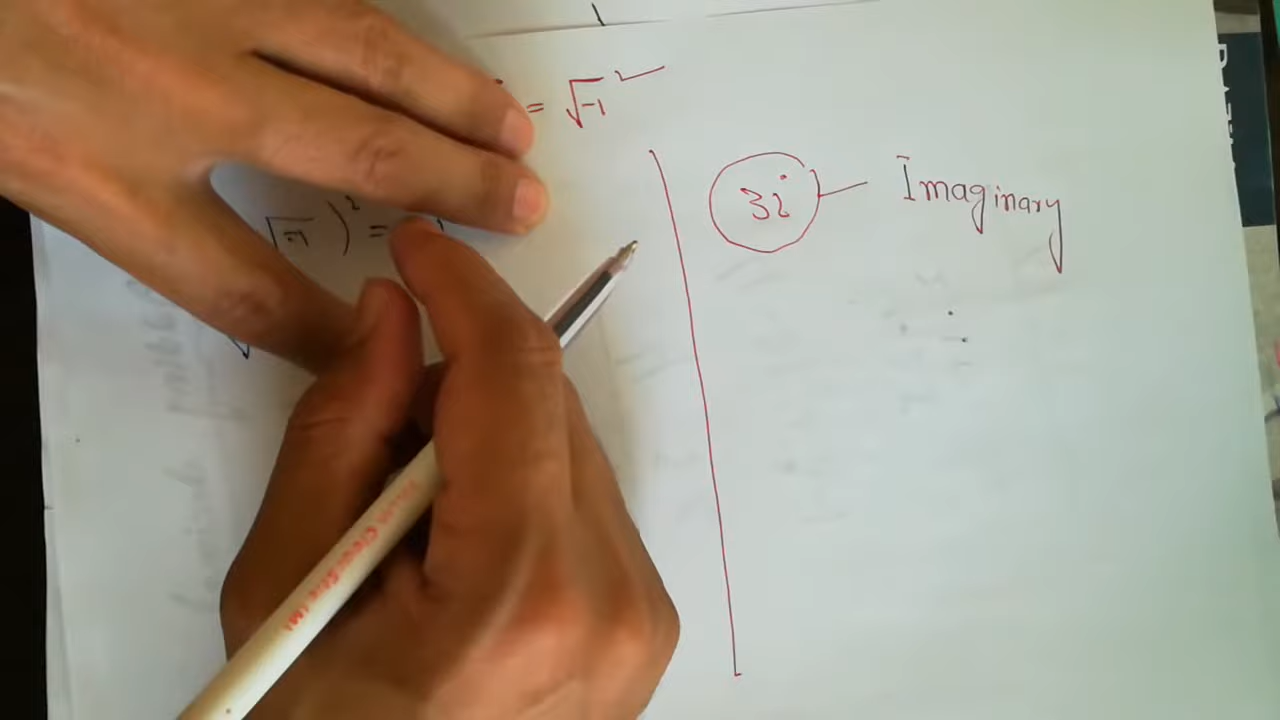 = √-1
√-1 )² =
3i — Imaginary